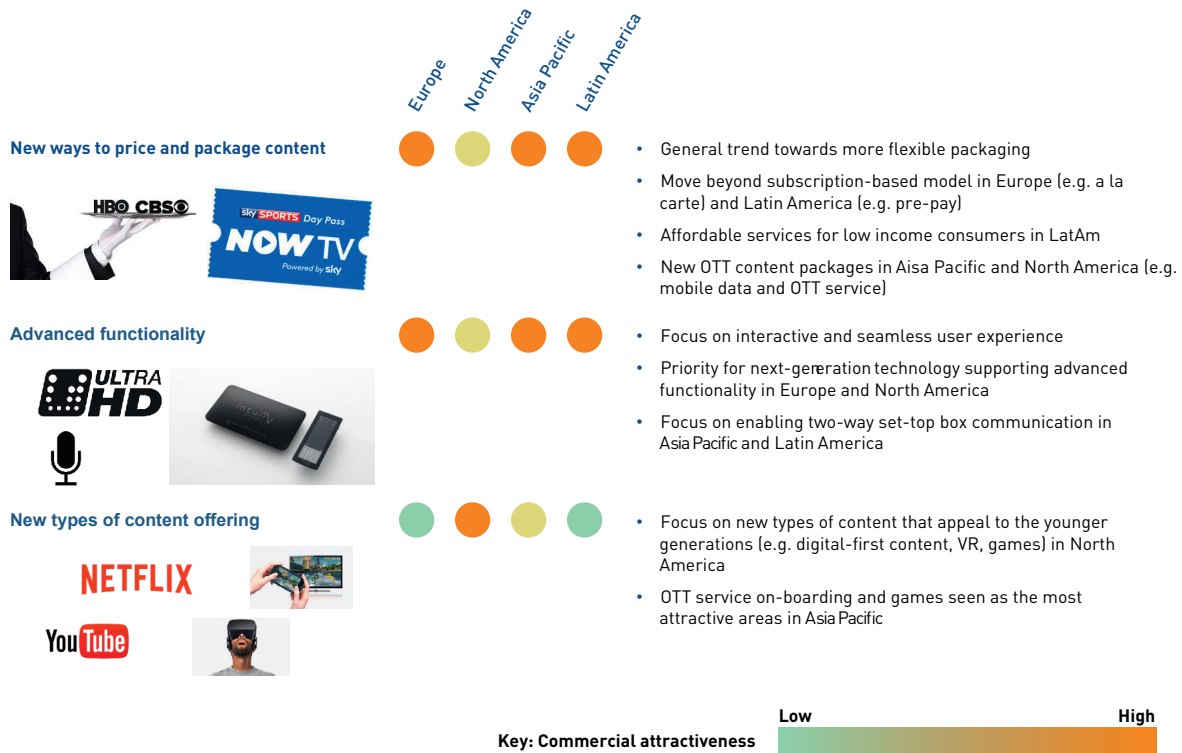 Europe
North America
Asia Pacific
Latin America
New ways to price and package content
HBO CBS
sky SPORTS Day Pass
NOW TV
Powered by sky
• General trend towards more flexible packaging
• Move beyond subscription-based model in Europe (e.g. a la
carte) and Latin America (e.g. pre-pay)
• Affordable services for low income consumers in LatAm
• New OTT content packages in Aisa Pacific and North America (e.g.
mobile data and OTT service)
Advanced functionality
ULTRA
HD
intuiTV
• Focus on interactive and seamless user experience
• Priority for next-generation technology supporting advanced
functionality in Europe and North America
• Focus on enabling two-way set-top box communication in
Asia Pacific and Latin America
New types of content offering
NETFLIX
YouTube
• Focus on new types of content that appeal to the younger
generations (e.g. digital-first content, VR, games) in North
America
• OTT service on-boarding and games seen as the most
attractive areas in Asia Pacific
Key: Commercial attractiveness
Low
High